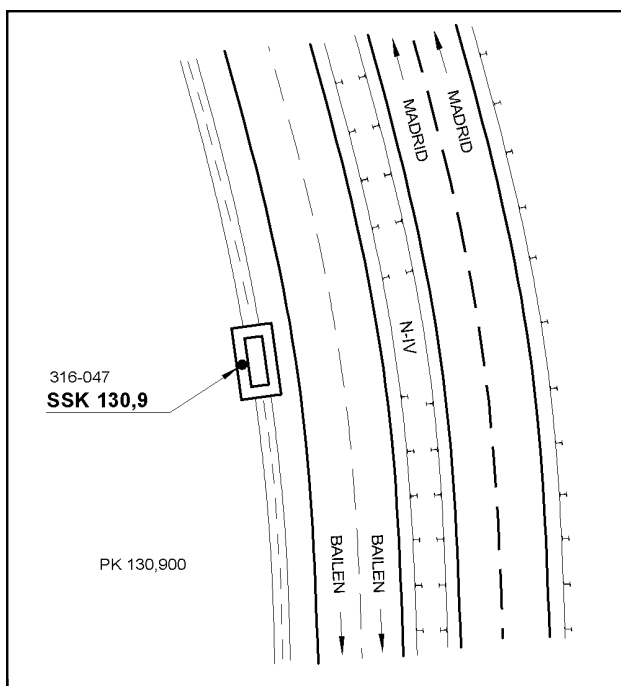 MADRID
MADRID
N-IV
316-047
SSK 130,9
BAILEN
BAILEN
PK 130,900